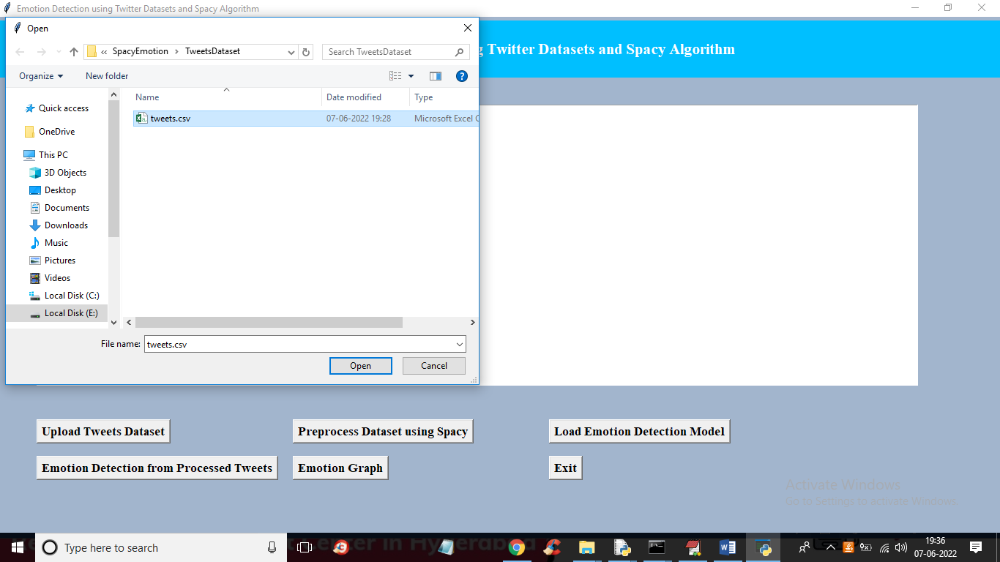 Emotion Detection using Twitter Datasets and Spacy Algorithm
Open
« SpacyEmotion › TweetsDataset
Search TweetsDataset
Twitter Datasets and Spacy Algorithm
Organize
New folder
Name
Date modified
Type
Quick access
OneDrive
This PC
3D Objects
Desktop
Documents
Downloads
Music
Pictures
Videos
Local Disk (C:)
Local Disk (E:)
tweets.csv
07-06-2022 19:28
Microsoft Excel C
File name:
tweets.csv
Open
Cancel
Upload Tweets Dataset
Preprocess Dataset using Spacy
Load Emotion Detection Model
Emotion Detection from Processed Tweets
Emotion Graph
Exit
Activate Windows
Go to Settings to activate Windows.
Type here to search
Center in Hyderabad
19:36
07-06-2022